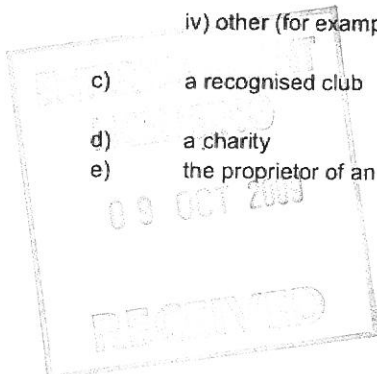 iv) other (for examp
c) a recognised club
d) a charity
e) the proprietor of an
09 OCT 2009
RECEIVED